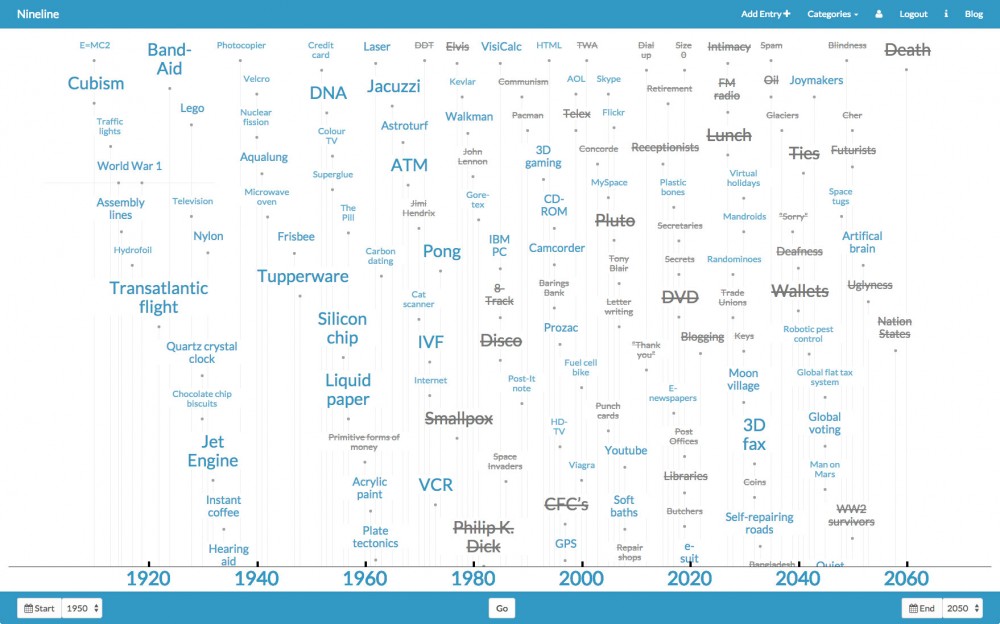 Nineline
Add Entry
Categories
Logout
i
Blog
E=MC2
Band-
Aid
Photocopier
Credit
card
Laser
DDT
Elvis
VisiCalc
HTML
TWA
Dial
up
Size
0
Intimacy
Spam
Blindness
Death
Cubism
Velcro
DNA
Jacuzzi
Kevlar
Communism
AOL
Skype
Retirement
FM
radio
Oil
Joymakers
Lego
Nuclear
fission
Walkman
Pacman
Telex
Flickr
Glaciers
Cher
Traffic
lights
Colour
TV
Astroturf
Receptionists
Lunch
World War 1
Aqualung
Superglue
ATM
John
Lennon
3D
gaming
Concorde
Ties
Futurists
Assembly
lines
Television
Microwave
oven
The
Pill
Jimi
Hendrix
Gore-
tex
CD-
ROM
MySpace
Plastic
bones
Virtual
holidays
Space
tugs
Nylon
Frisbee
Pluto
Secretaries
Mandroids
"Sorry"
Hydrofoil
Carbon
dating
Pong
IBM
PC
Camcorder
Tony
Blair
Secrets
Randominoes
Deafness
Artifical
brain
Transatlantic
flight
Tupperware
Cat
scanner
8-
Track
Barings
Bank
Letter
writing
DVD
Trade
Unions
Wallets
Uglyness
Silicon
chip
IVF
Disco
Prozac
"Thank
you"
Blogging
Keys
Robotic pest
control
Nation
States
Quartz crystal
clock
Liquid
paper
Internet
Post-It
note
Fuel cell
bike
E-
newspapers
Moon
village
Global flat tax
system
Chocolate chip
biscuits
Smallpox
HD-
TV
Punch
cards
Post
Offices
3D
fax
Global
voting
Jet
Engine
Primitive forms of
money
Space
Invaders
Viagra
Youtube
Libraries
Coins
Man on
Mars
Instant
coffee
Acrylic
paint
VCR
CFC's
Soft
baths
Butchers
Self-repairing
roads
WW2
survivors
Hearing
aid
Plate
tectonics
Philip K.
Dick
GPS
Repair
shops
e-
suit
Bangladesh
Quiet
1920
1940
1960
1980
2000
2020
2040
2060
Start
1950
Go
End
2050